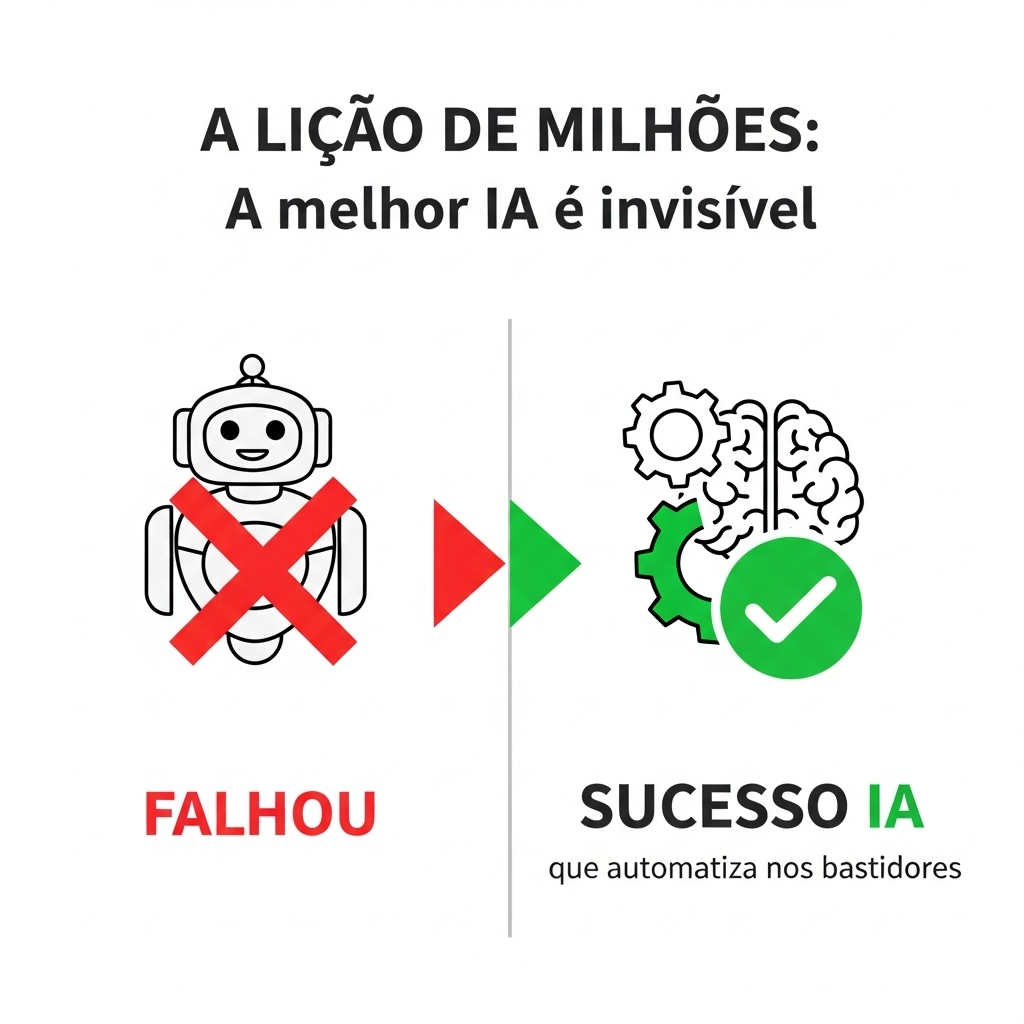 A LIÇÃO DE MILHÕES:
A melhor IA é invisível
FALHOU
SUCESSO IA
que automatiza nos bastidores